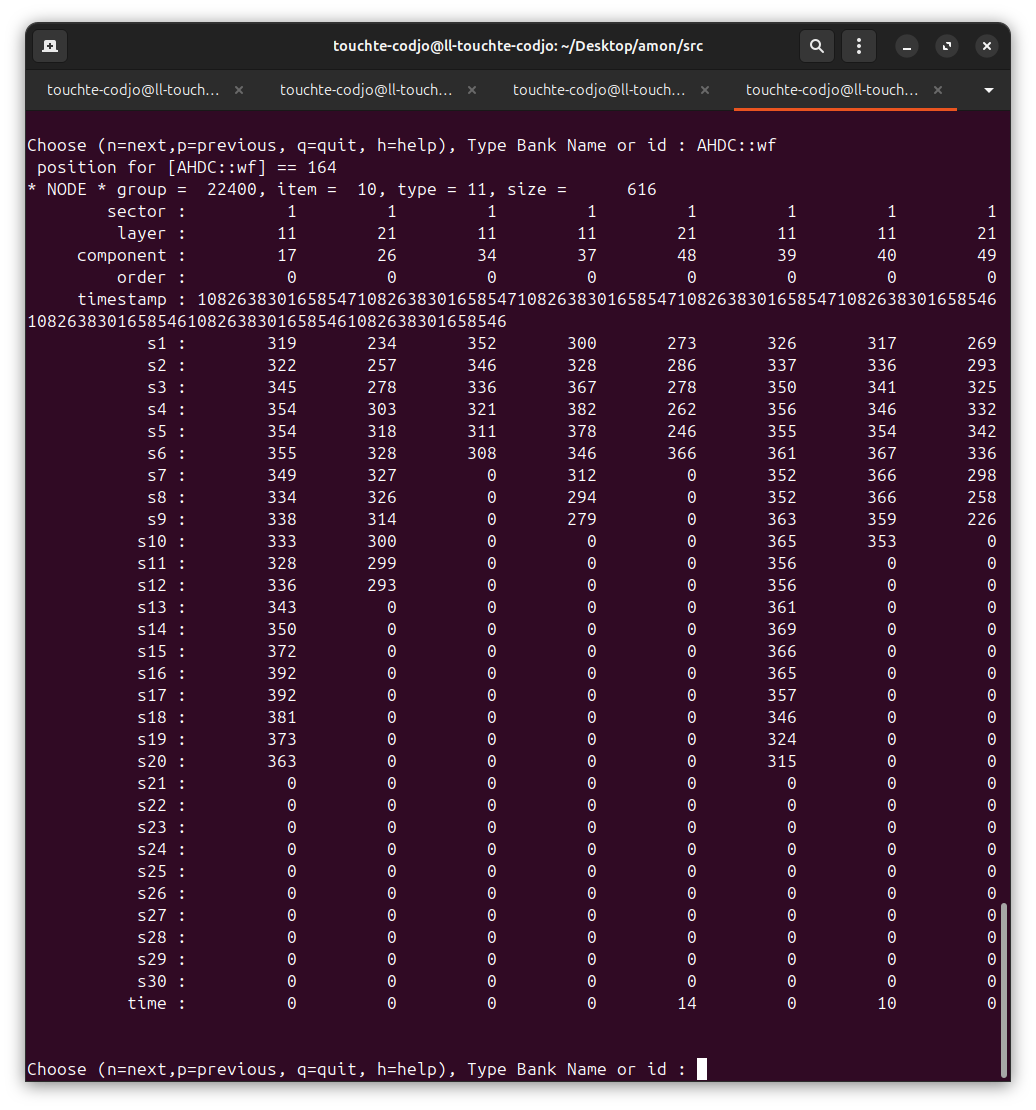 touchte-codjo@ll-touchte-codjo: ~/Desktop/amon/src
touchte-codjo@ll-touch... × touchte-codjo@ll-touch... × touchte-codjo@ll-touch... × touchte-codjo@ll-touch... ×
Choose (n=next,p=previous, q=quit, h=help), Type Bank Name or id : AHDC::wf
 position for [AHDC::wf] == 164
* NODE * group =  22400, item =  10, type = 11, size =      616
        sector :          1         1         1         1         1         1         1         1
         layer :         11        21        11        11        21        11        11        21
     component :         17        26        34        37        48        39        40        49
         order :          0         0         0         0         0         0         0         0
     timestamp : 10826383016585471082638301658547108263830165854710826383016585471082638301658546
108263830165854610826383016585461082638301658546
            s1 :        319       234       352       300       273       326       317       269
            s2 :        322       257       346       328       286       337       336       293
            s3 :        345       278       336       367       278       350       341       325
            s4 :        354       303       321       382       262       356       346       332
            s5 :        354       318       311       378       246       355       354       342
            s6 :        355       328       308       346       366       361       367       336
            s7 :        349       327         0       312         0       352       366       298
            s8 :        334       326         0       294         0       352       366       258
            s9 :        338       314         0       279         0       363       359       226
           s10 :        333       300         0         0         0       365       353         0
           s11 :        328       299         0         0         0       356         0         0
           s12 :        336       293         0         0         0       356         0         0
           s13 :        343         0         0         0         0       361         0         0
           s14 :        350         0         0         0         0       369         0         0
           s15 :        372         0         0         0         0       366         0         0
           s16 :        392         0         0         0         0       365         0         0
           s17 :        392         0         0         0         0       357         0         0
           s18 :        381         0         0         0         0       346         0         0
           s19 :        373         0         0         0         0       324         0         0
           s20 :        363         0         0         0         0       315         0         0
           s21 :          0         0         0         0         0         0         0         0
           s22 :          0         0         0         0         0         0         0         0
           s23 :          0         0         0         0         0         0         0         0
           s24 :          0         0         0         0         0         0         0         0
           s25 :          0         0         0         0         0         0         0         0
           s26 :          0         0         0         0         0         0         0         0
           s27 :          0         0         0         0         0         0         0         0
           s28 :          0         0         0         0         0         0         0         0
           s29 :          0         0         0         0         0         0         0         0
           s30 :          0         0         0         0         0         0         0         0
          time :          0         0         0         0        14         0        10         0
Choose (n=next,p=previous, q=quit, h=help), Type Bank Name or id :